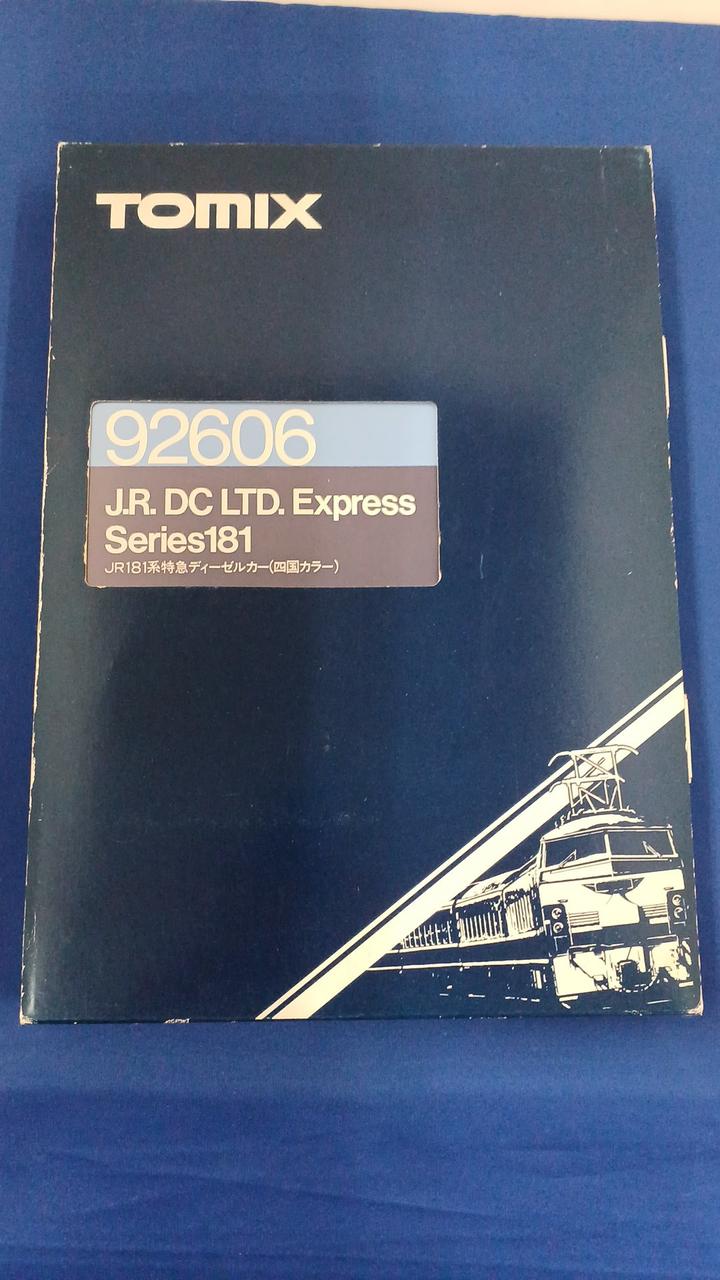 TOMIX
92606
J.R. DC LTD. Express
Series181
JR181系特急ディーゼルカー(四国カラー)